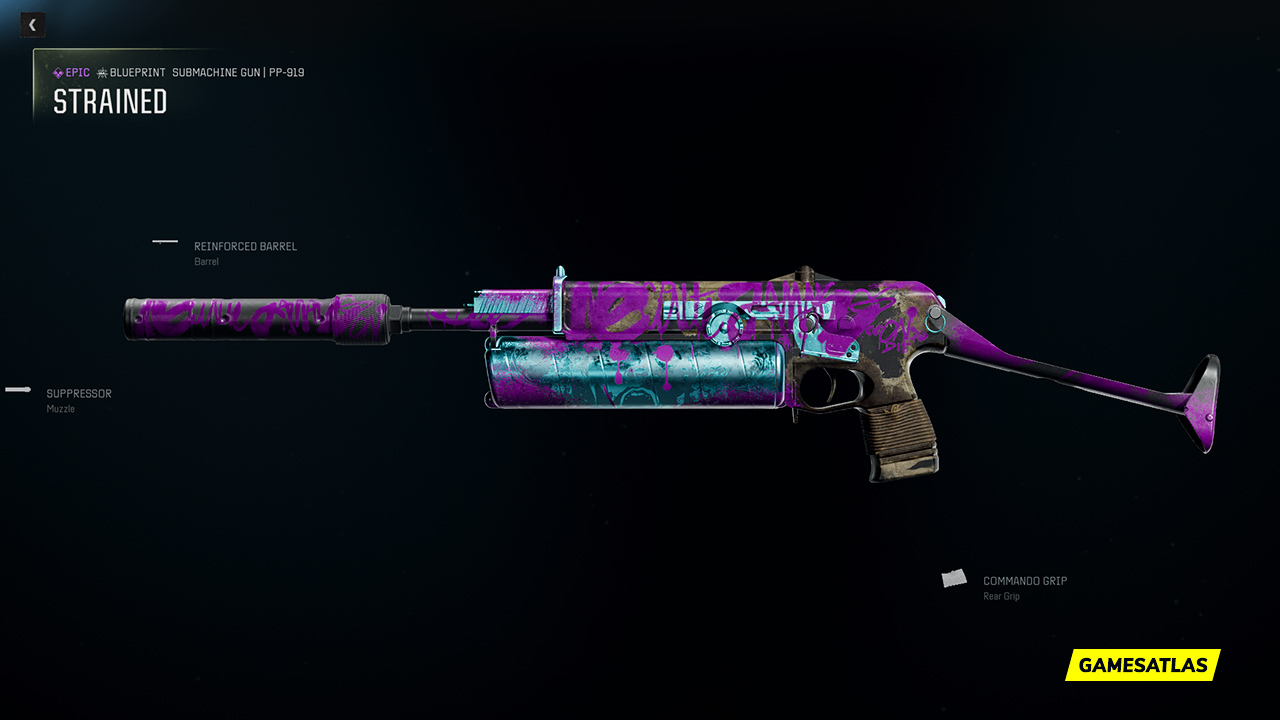 EPIC BLUEPRINT SUBMACHINE GUN | PP-919
STRAINED
REINFORCED BARREL
Barrel
SUPPRESSOR
Muzzle
COMMANDO GRIP
Rear Grip
GAMESATLAS